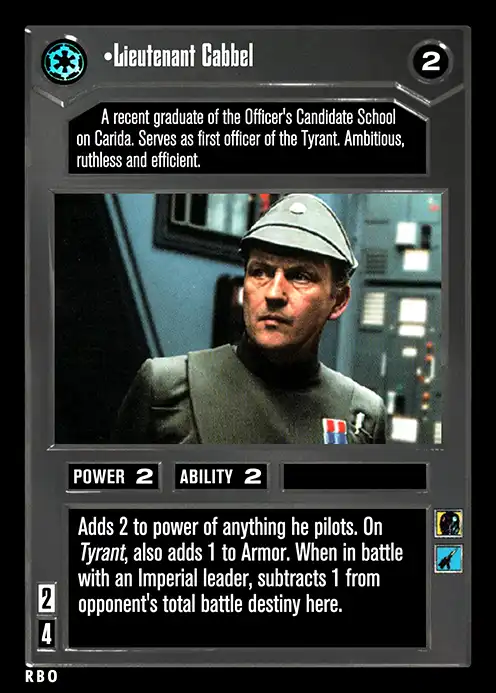 •Lieutenant Cabbel
2
A recent graduate of the Officer's Candidate School
on Carida. Serves as first officer of the Tyrant. Ambitious,
ruthless and efficient.
POWER 2 ABILITY 2
Adds 2 to power of anything he pilots. On
Tyrant, also adds 1 to Armor. When in battle
with an Imperial leader, subtracts 1 from
opponent's total battle destiny here.
2
4
RBO